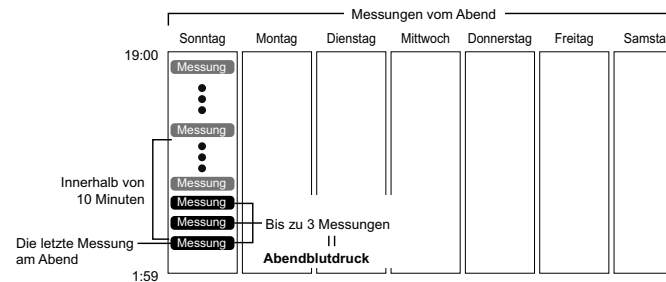 Messungen vom Abend
Sonntag Montag Dienstag Mittwoch Donnerstag Freitag Samsta
19:00
Messung
Messung
Messung
Innerhalb von
10 Minuten
Messung
Messung
Bis zu 3 Messungen
Die letzte Messung
am Abend
Messung
Abendblutdruck
1:59